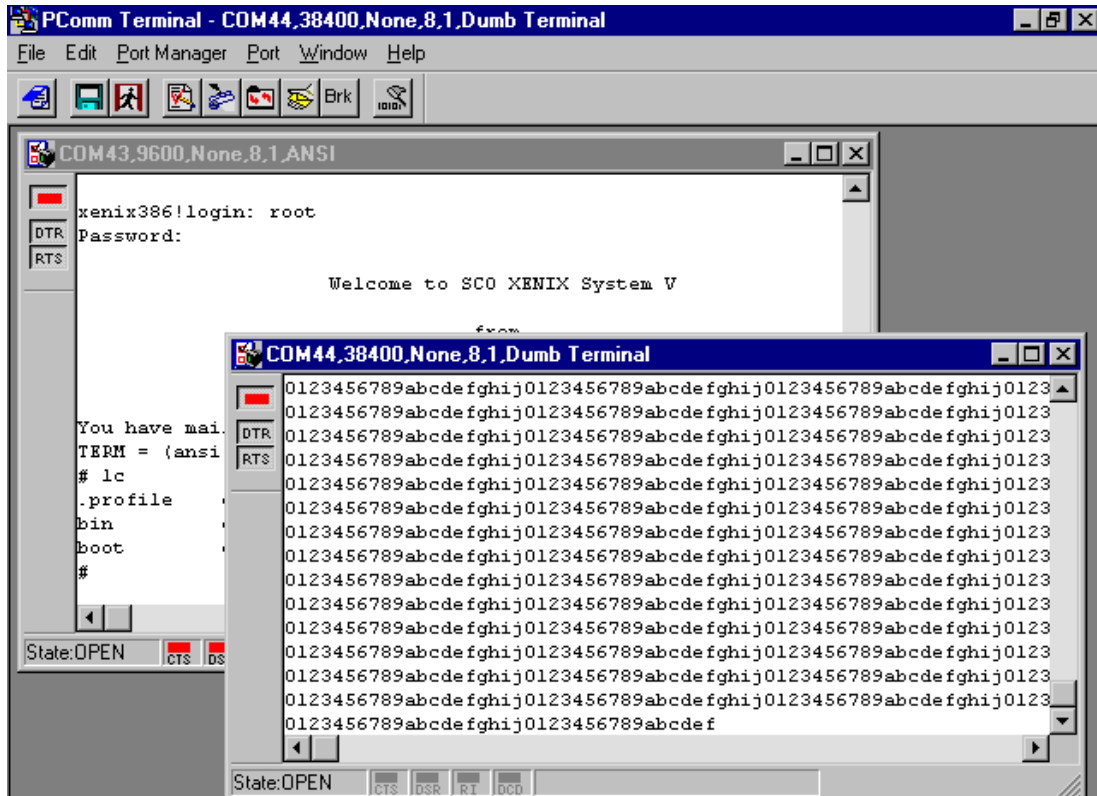 PComm Terminal - COM44,38400,None,8,1,Dumb Terminal
File Edit Port Manager Port Window Help
Brk
COM43,9600,None,8,1,ANSI
DTR
RTS
xenix386!login: root
Password:
Welcome to SCO XENIX System V
from
You have mai
TERM = (ansi
# lc
.profile
bin
boot
#
State:OPEN CTS DS
COM44,38400,None,8,1,Dumb Terminal
DTR
RTS
0123456789abcdefghij0123456789abcdefghij0123456789abcdefghij0123
0123456789abcdefghij0123456789abcdefghij0123456789abcdefghij0123
0123456789abcdefghij0123456789abcdefghij0123456789abcdefghij0123
0123456789abcdefghij0123456789abcdefghij0123456789abcdefghij0123
0123456789abcdefghij0123456789abcdefghij0123456789abcdefghij0123
0123456789abcdefghij0123456789abcdefghij0123456789abcdefghij0123
0123456789abcdefghij0123456789abcdefghij0123456789abcdefghij0123
0123456789abcdefghij0123456789abcdefghij0123456789abcdefghij0123
0123456789abcdefghij0123456789abcdefghij0123456789abcdefghij0123
0123456789abcdefghij0123456789abcdefghij0123456789abcdefghij0123
0123456789abcdefghij0123456789abcdefghij0123456789abcdefghij0123
0123456789abcdefghij0123456789abcdefghij0123456789abcdefghij0123
0123456789abcdefghij0123456789abcdefghij0123456789abcdefghij0123
0123456789abcdefghij0123456789abcdefghij0123456789abcdefghij0123
0123456789abcdefghij0123456789abcdef
State:OPEN CTS DSR RI DCD